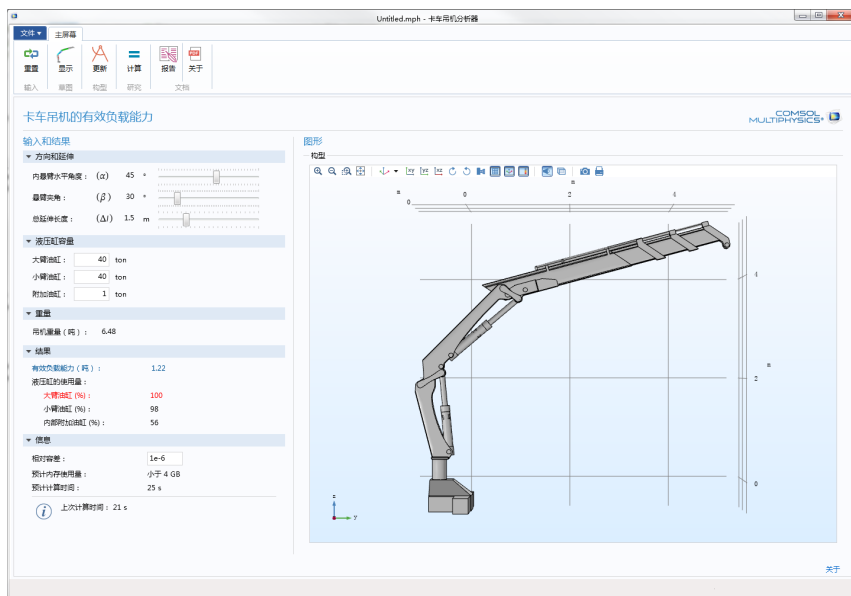 Untitled.mph - 卡车吊机分析器
文件 主屏幕
重置 显示 更新 计算 报告 关于
输入 草图 构型 研究 文档
卡车吊机的有效负载能力
COMSOL
MULTIPHYSICS®
输入和结果
方向和延伸
内悬臂水平角度： (α) 45 °
悬臂夹角： (β) 30 °
总延伸长度： (Δl) 1.5 m
液压缸容量
大臂油缸： 40 ton
小臂油缸： 40 ton
附加油缸： 1 ton
重量
吊机重量 ( 吨 ) ： 6.48
结果
有效负载能力 ( 吨 ) ： 1.22
液压缸的使用量：
大臂油缸 (%)： 100
小臂油缸 (%)： 98
内部附加油缸 (%)： 56
信息
相对容差： 1e-6
预计内存使用量： 小于 4 GB
预计计算时间： 25 s
上次计算时间： 21 s
图形
构型
xy yz xz
m
m 0 2 4
0
4
m
2
0
z
y
关于